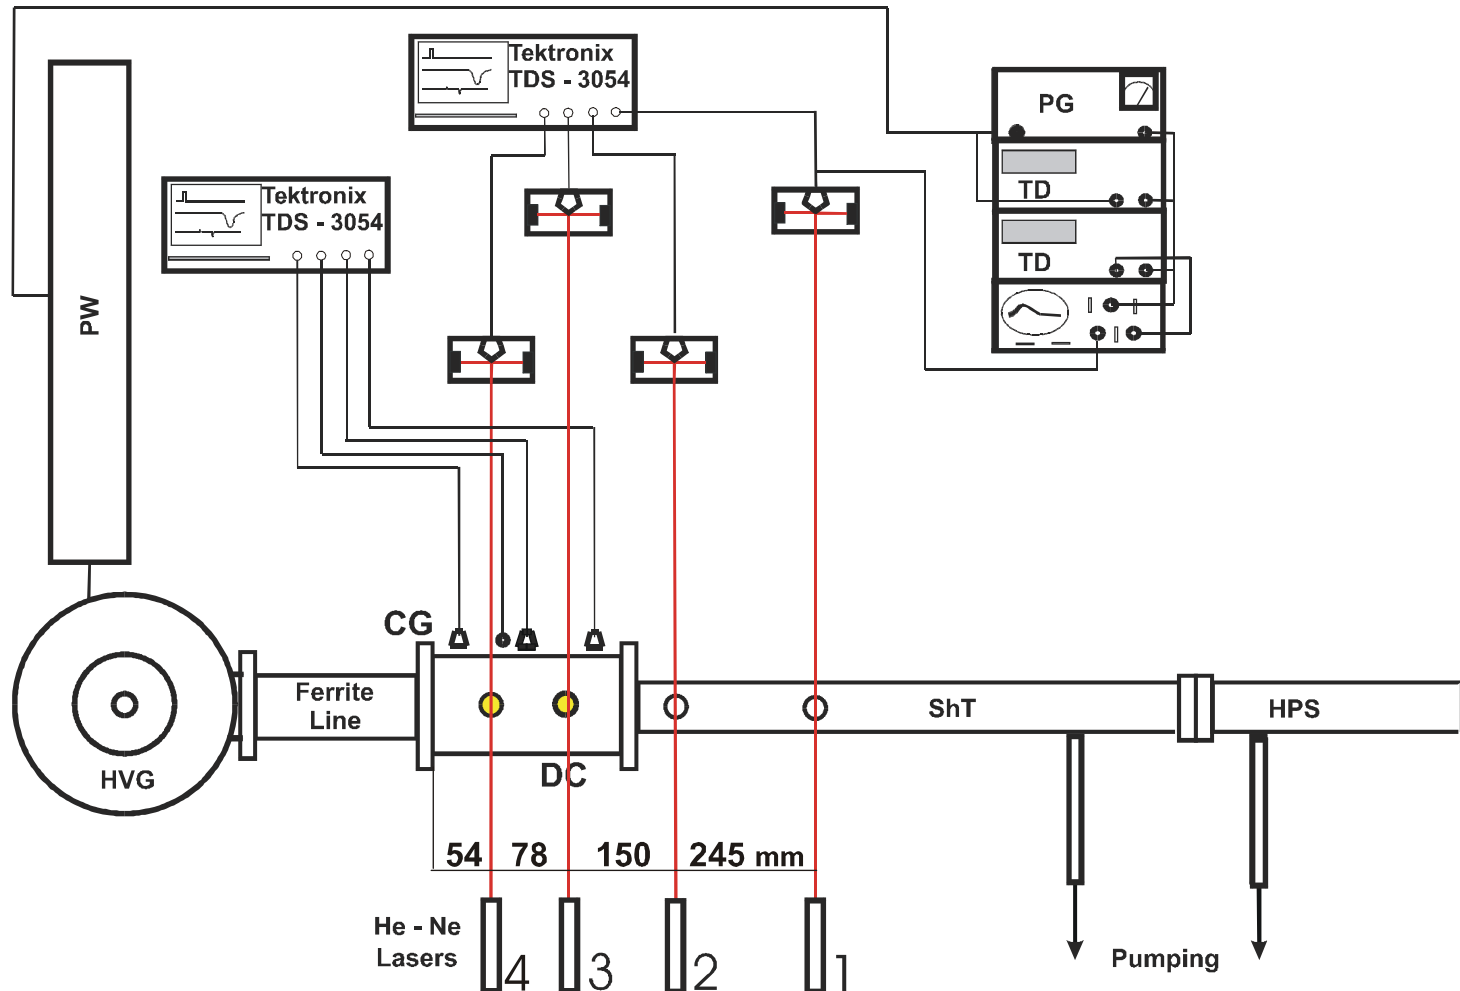 Tektronix
TDS - 3054
PG
TD
TD
Tektronix
TDS - 3054
PW
CG
Ferrite
Line
HVG
DC
ShT
HPS
54 78 150 245 mm
He - Ne
Lasers
4 3 2 1
Pumping